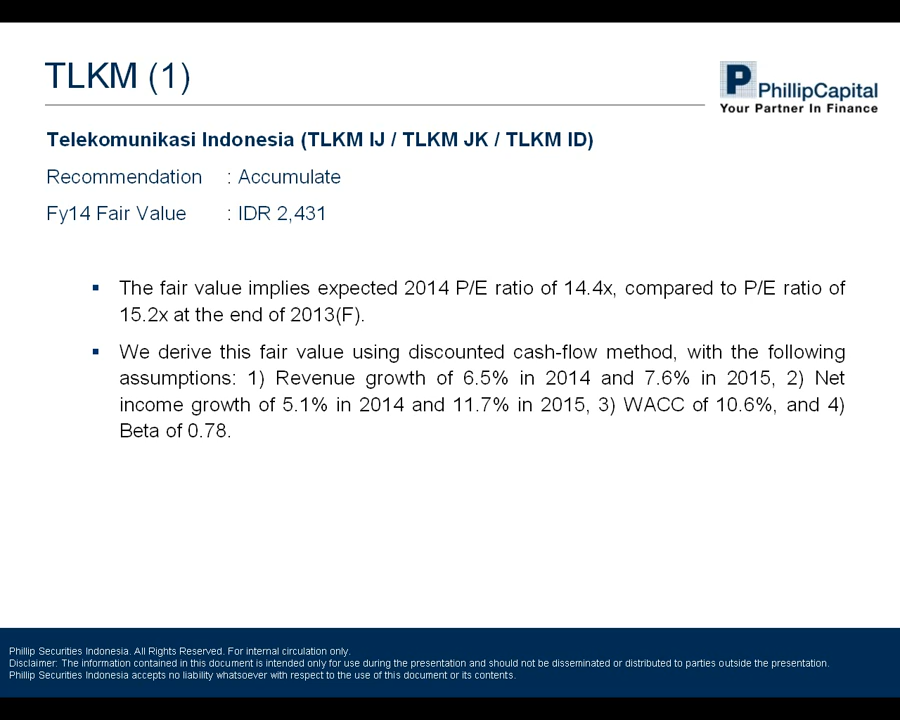 TLKM (1)
P PhillipCapital
Your Partner In Finance
Telekomunikasi Indonesia (TLKM IJ / TLKM JK / TLKM ID)
Recommendation : Accumulate
Fy14 Fair Value : IDR 2,431
▪ The fair value implies expected 2014 P/E ratio of 14.4x, compared to P/E ratio of
15.2x at the end of 2013(F).
▪ We derive this fair value using discounted cash-flow method, with the following
assumptions: 1) Revenue growth of 6.5% in 2014 and 7.6% in 2015, 2) Net
income growth of 5.1% in 2014 and 11.7% in 2015, 3) WACC of 10.6%, and 4)
Beta of 0.78.
Phillip Securities Indonesia. All Rights Reserved. For internal circulation only.
Disclaimer: The information contained in this document is intended only for use during the presentation and should not be disseminated or distributed to parties outside the presentation.
Phillip Securities Indonesia accepts no liability whatsoever with respect to the use of this document or its contents.